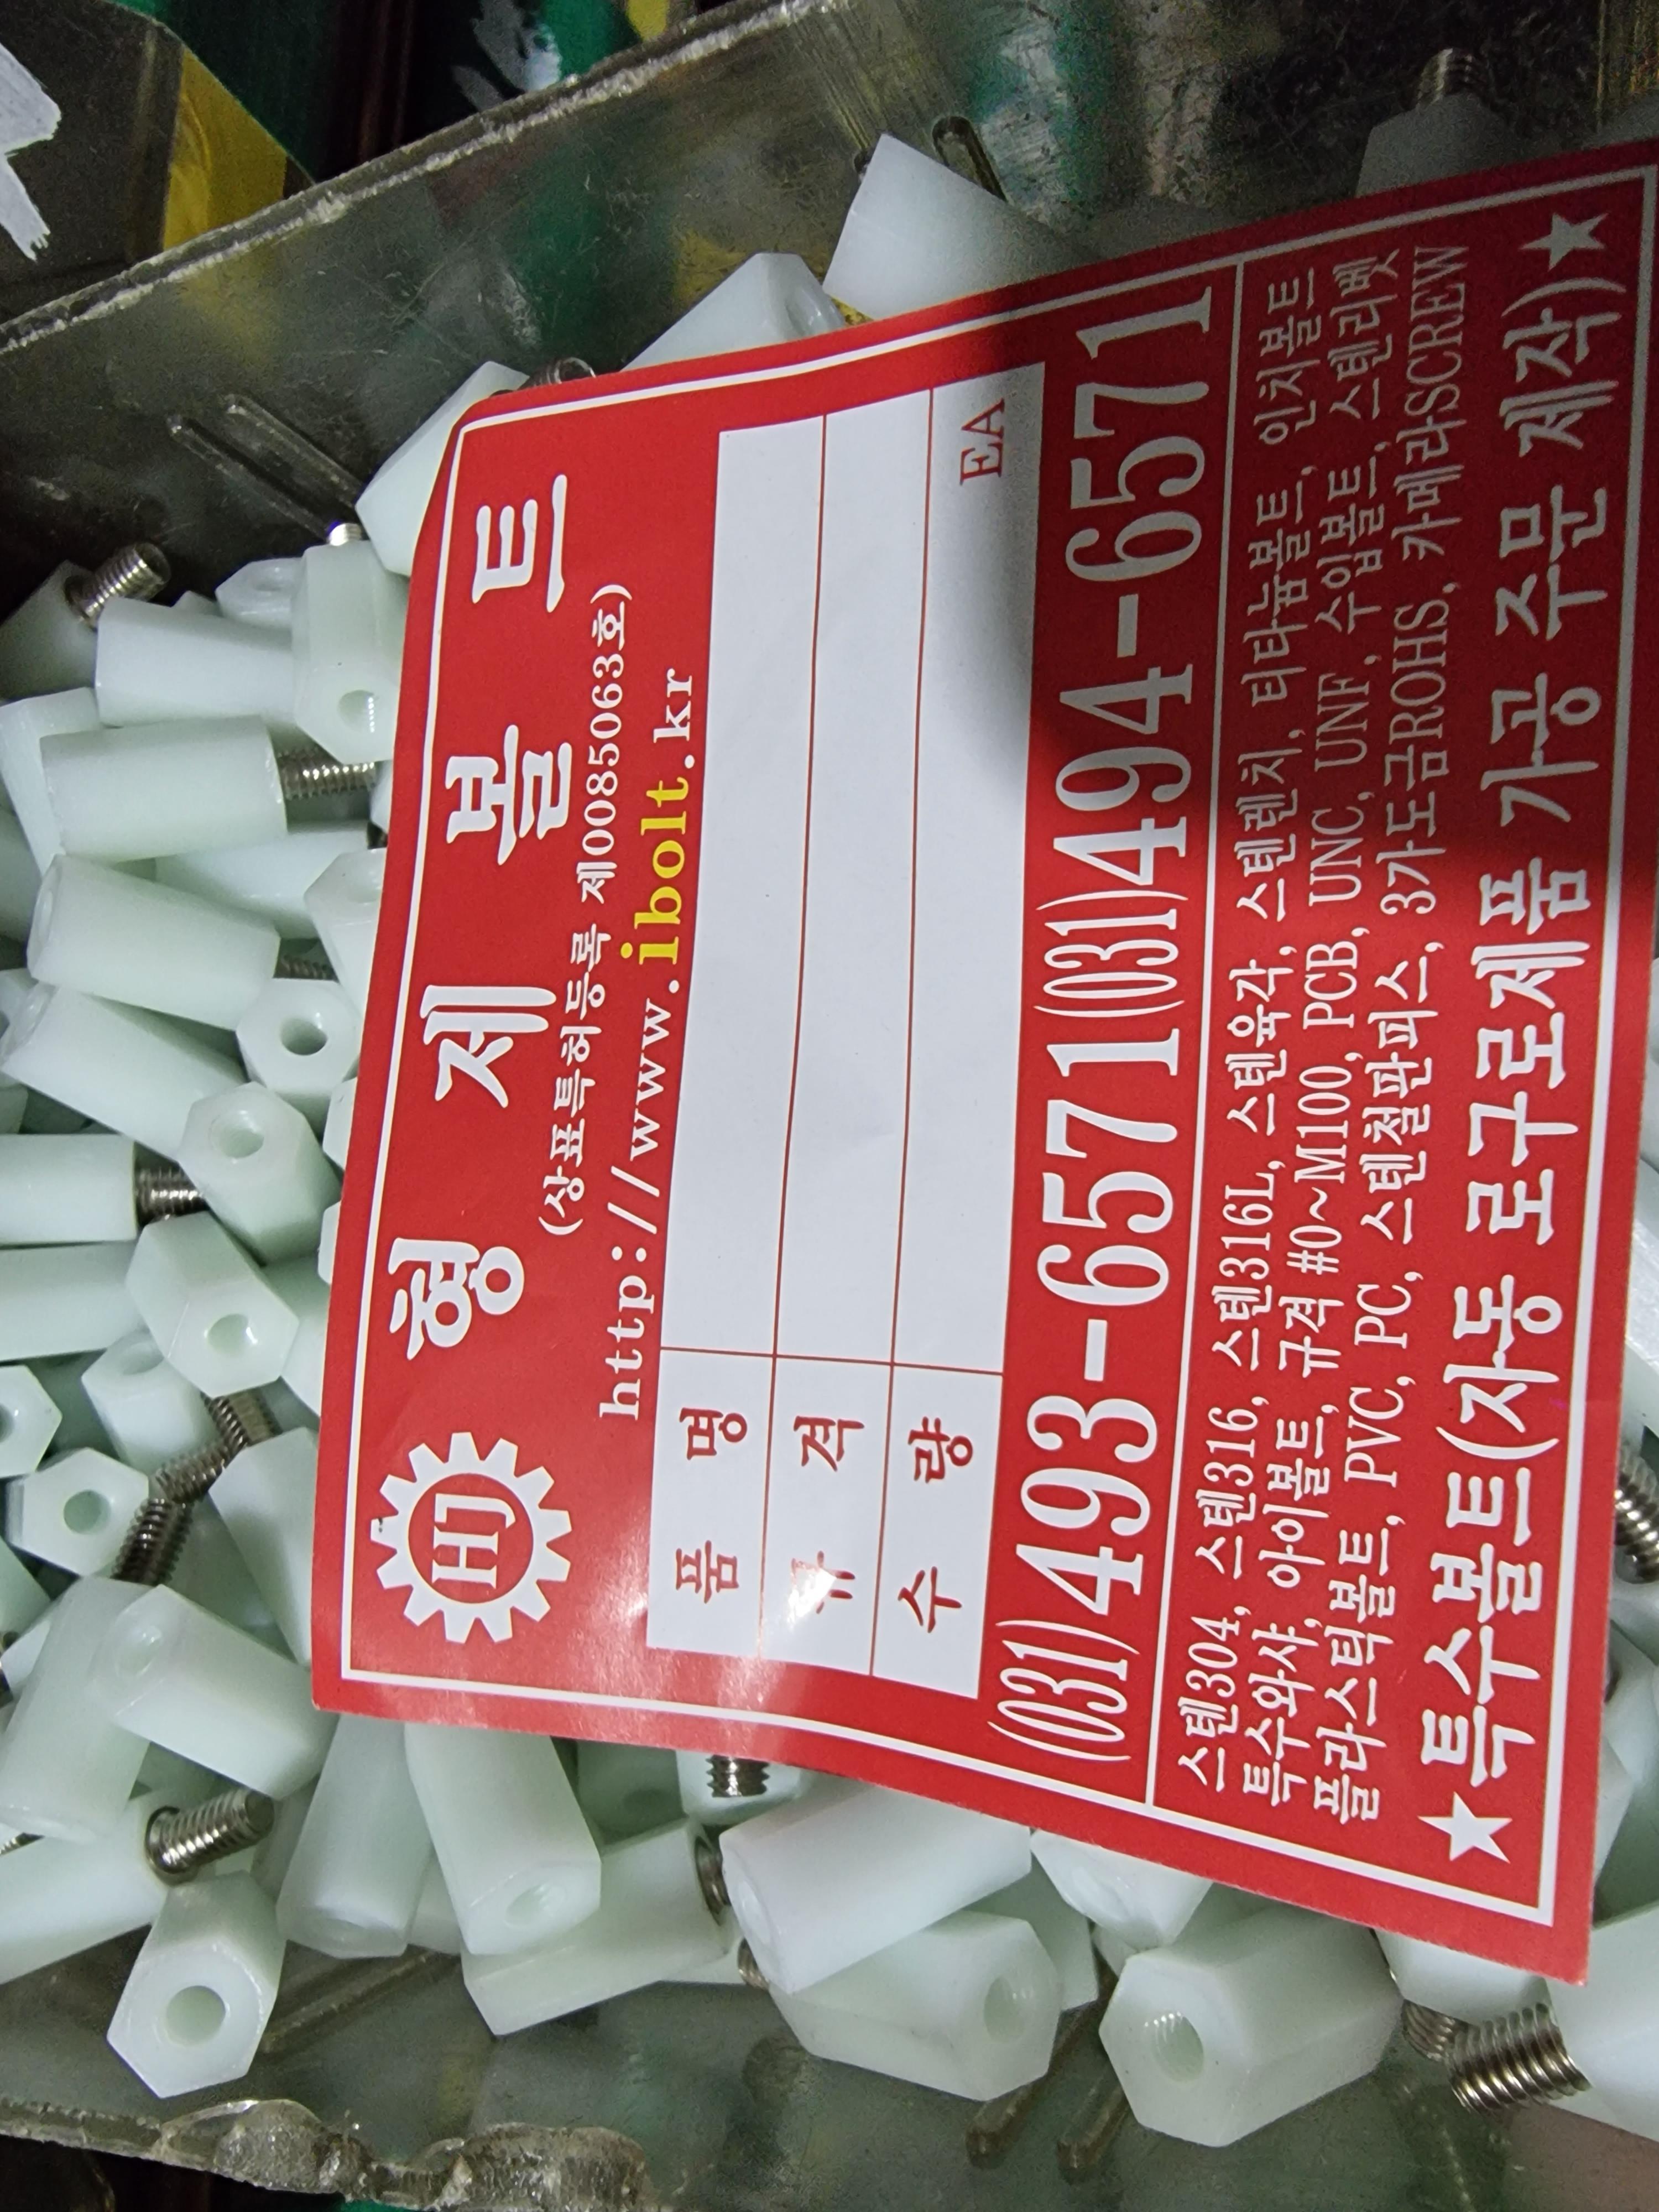 HJ
형 제 볼 트
(상표특허등록 제0085063호)
http://www.ibolt.kr
품 명
규 격
수 량
EA
(031)493-6571(031)494-6571
스텐304, 스텐316, 스텐316L, 스텐육각, 스텐렌치, 티타늄볼트, 인치볼트
특수와샤, 아이볼트, 규격 #0~M100, PCB, UNC, UNF, 수입볼트, 스텐리벳
플라스틱볼트, PVC, PC, 스텐철판피스, 3가도금ROHS, 카메라SCREW
★특수볼트(자동 로구로제품 가공 주문 제작)★